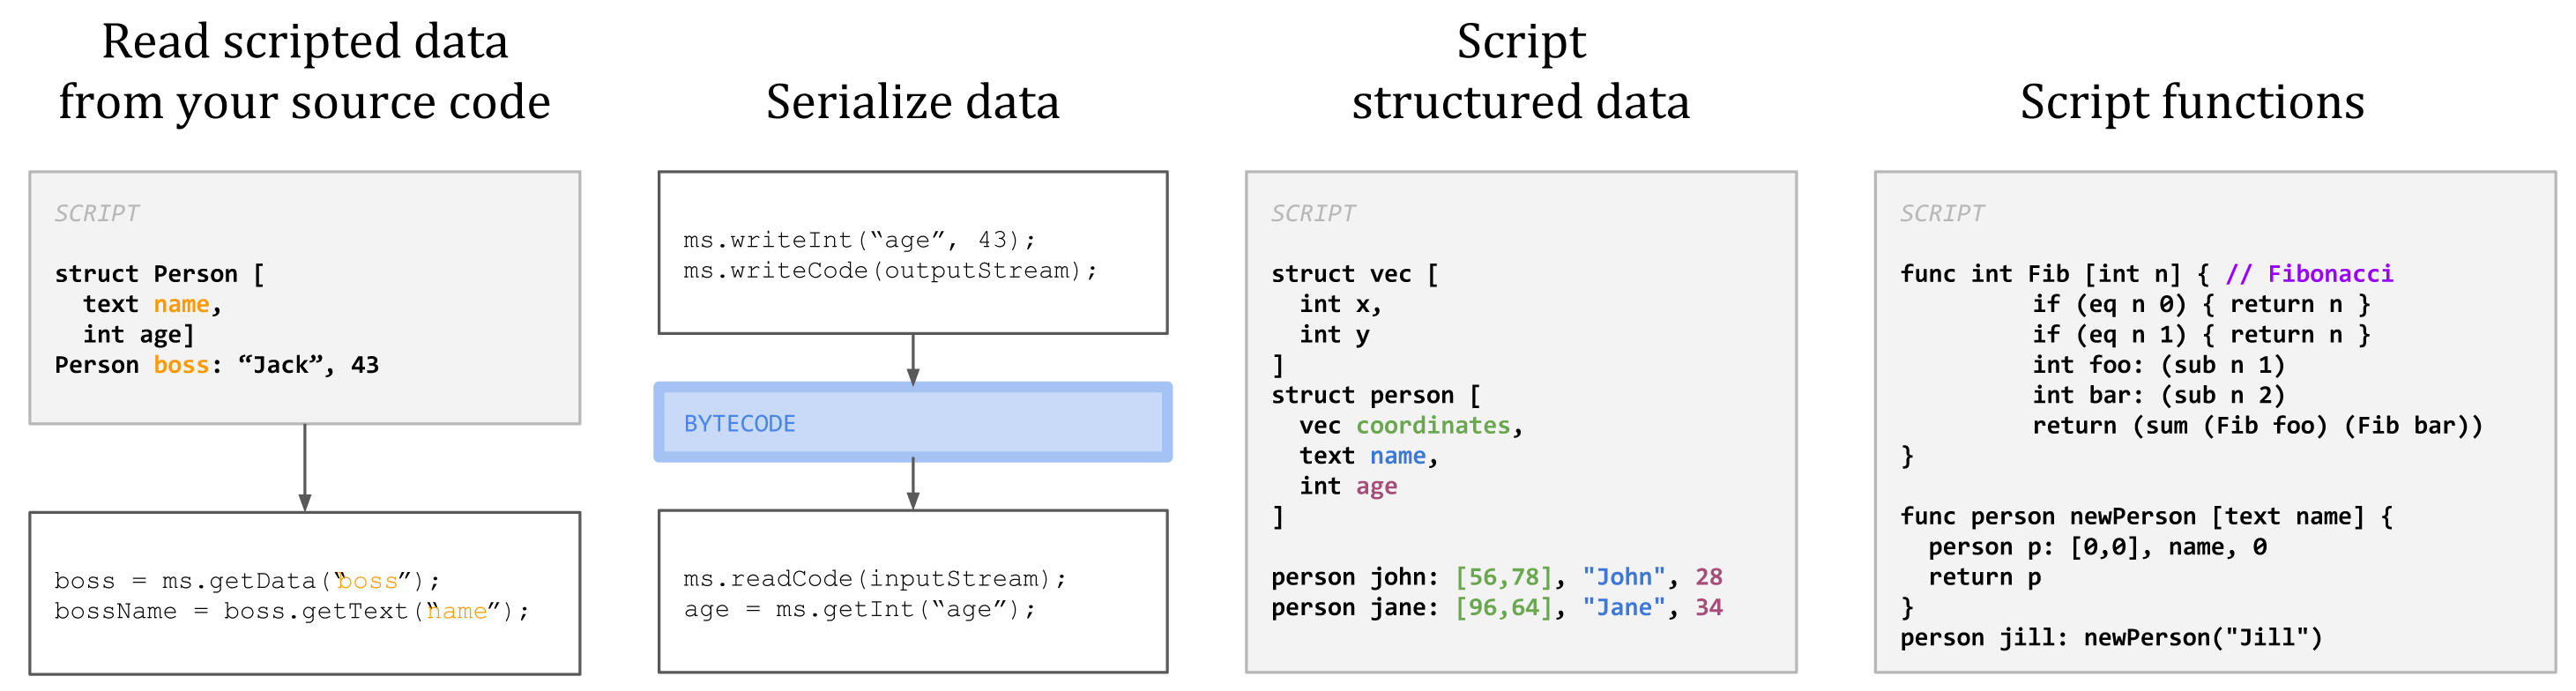 Read scripted data
from your source code
SCRIPT
struct Person [
text name,
int age]
Person boss: “Jack”, 43
boss = ms.getData(“boss”);
bossName = boss.getText(“name”);
Serialize data
ms.writeInt(“age”, 43);
ms.writeCode(outputStream);
BYTECODE
ms.readCode(inputStream);
age = ms.getInt(“age”);
Script
structured data
SCRIPT
struct vec [
int x,
int y
]
struct person [
vec coordinates,
text name,
int age
]
person john: [56,78], "John", 28
person jane: [96,64], "Jane", 34
Script functions
SCRIPT
func int Fib [int n] { // Fibonacci
if (eq n 0) { return n }
if (eq n 1) { return n }
int foo: (sub n 1)
int bar: (sub n 2)
return (sum (Fib foo) (Fib bar))
}
func person newPerson [text name] {
person p: [0,0], name, 0
return p
}
person jill: newPerson("Jill")